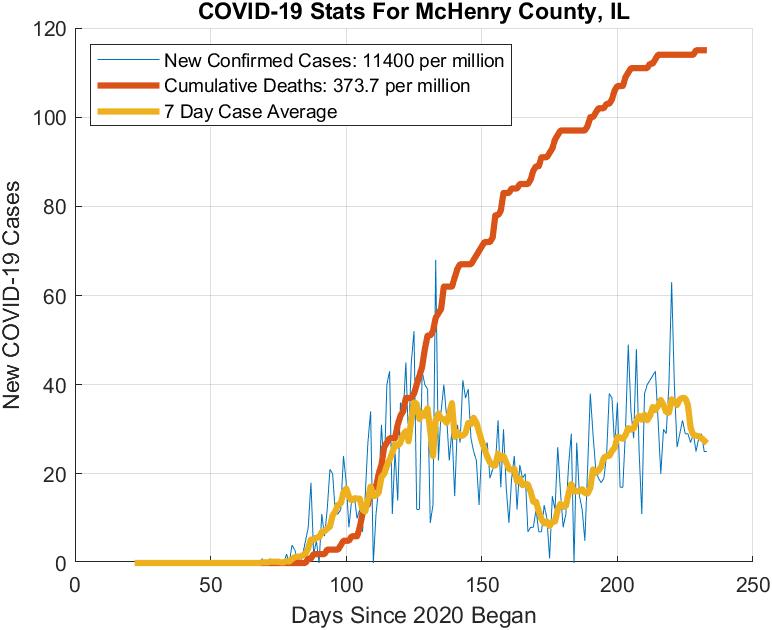 COVID-19 Stats For McHenry County, IL
New Confirmed Cases: 11400 per million
Cumulative Deaths: 373.7 per million
7 Day Case Average
New COVID-19 Cases
120
100
80
60
40
20
0
0 50 100 150 200 250
Days Since 2020 Began